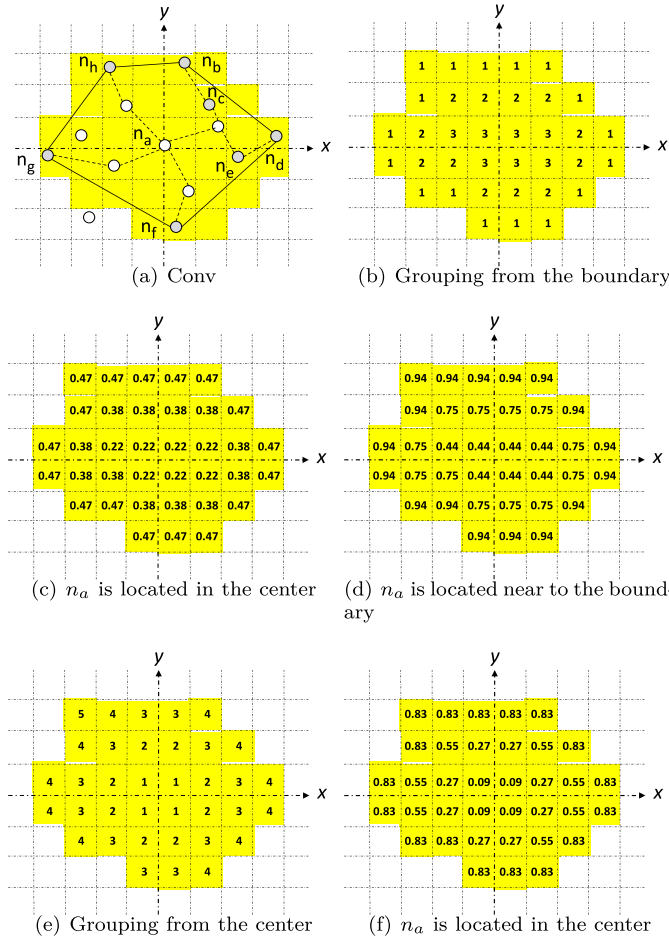 y
x
n_h
n_b
n_c
n_a
n_d
n_e
n_g
n_f
(a) Conv
y
x
1 1 1 1 1
1 2 2 2 2 1
1 2 3 3 3 3 2 1
1 2 2 3 3 3 2 1
1 1 2 2 2 1
1 1 1
(b) Grouping from the boundary
y
x
0.47 0.47 0.47 0.47 0.47
0.47 0.38 0.38 0.38 0.38 0.47
0.47 0.38 0.22 0.22 0.22 0.22 0.38 0.47
0.47 0.38 0.38 0.22 0.22 0.22 0.38 0.47
0.47 0.47 0.38 0.38 0.38 0.47
0.47 0.47 0.47
(c) n_a is located in the center
y
x
0.94 0.94 0.94 0.94 0.94
0.94 0.75 0.75 0.75 0.75 0.94
0.94 0.75 0.44 0.44 0.44 0.44 0.75 0.94
0.94 0.75 0.75 0.44 0.44 0.44 0.75 0.94
0.94 0.94 0.75 0.75 0.75 0.94
0.94 0.94 0.94
(d) n_a is located near to the bound-
ary
y
x
5 4 3 3 4
4 3 2 2 3 4
4 3 2 1 1 2 3 4
4 3 2 1 1 2 3 4
4 3 2 2 3 4
3 3 4
(e) Grouping from the center
y
x
0.83 0.83 0.83 0.83 0.83
0.83 0.55 0.27 0.27 0.55 0.83
0.83 0.55 0.27 0.09 0.09 0.27 0.55 0.83
0.83 0.55 0.27 0.09 0.09 0.27 0.55 0.83
0.83 0.83 0.27 0.27 0.55 0.83
0.83 0.83 0.83
(f) n_a is located in the center